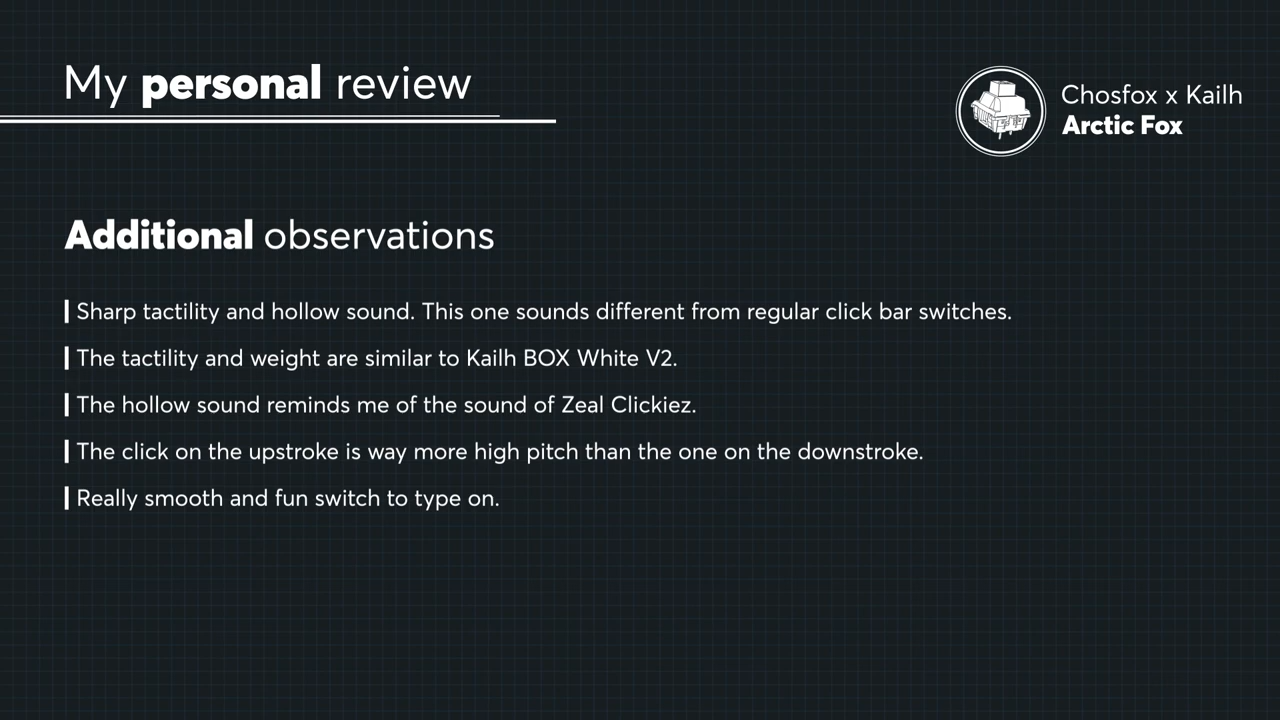 My personal review
Chosfox x Kailh
Arctic Fox
Additional observations
Sharp tactility and hollow sound. This one sounds different from regular click bar switches.
The tactility and weight are similar to Kailh BOX White V2.
The hollow sound reminds me of the sound of Zeal Clickiez.
The click on the upstroke is way more high pitch than the one on the downstroke.
Really smooth and fun switch to type on.